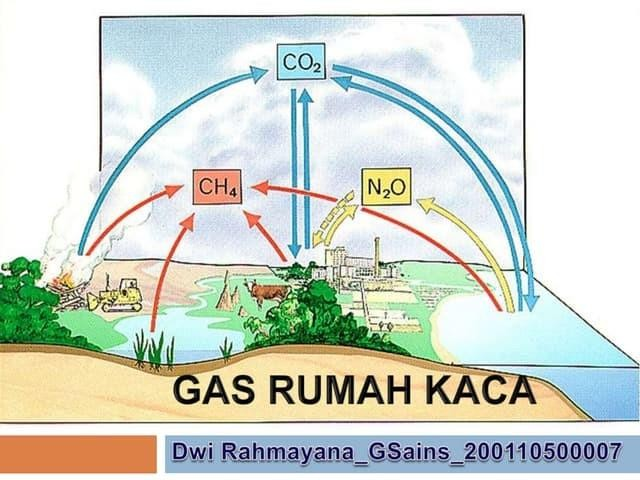 CO₂
CH₄
N₂O
GAS RUMAH KACA
Dwi Rahmayana_GSains_200110500007